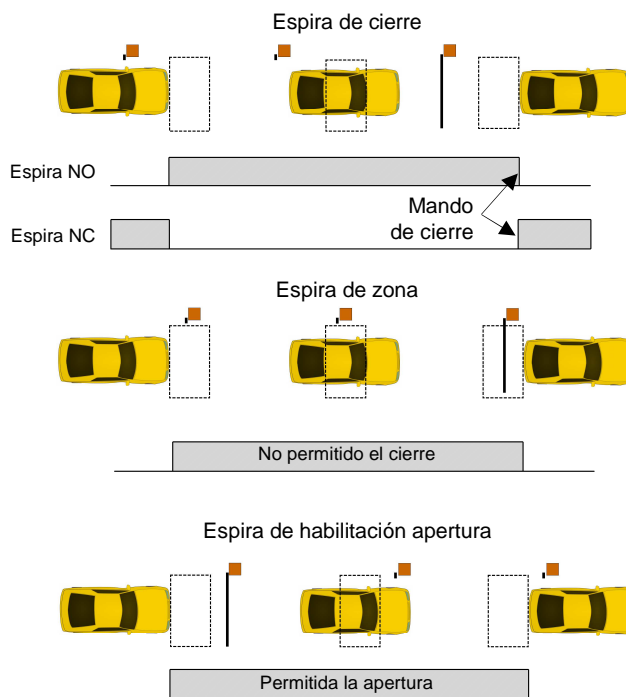 Espira de cierre
Espira NO
Mando
de cierre
Espira NC
Espira de zona
No permitido el cierre
Espira de habilitación apertura
Permitida la apertura